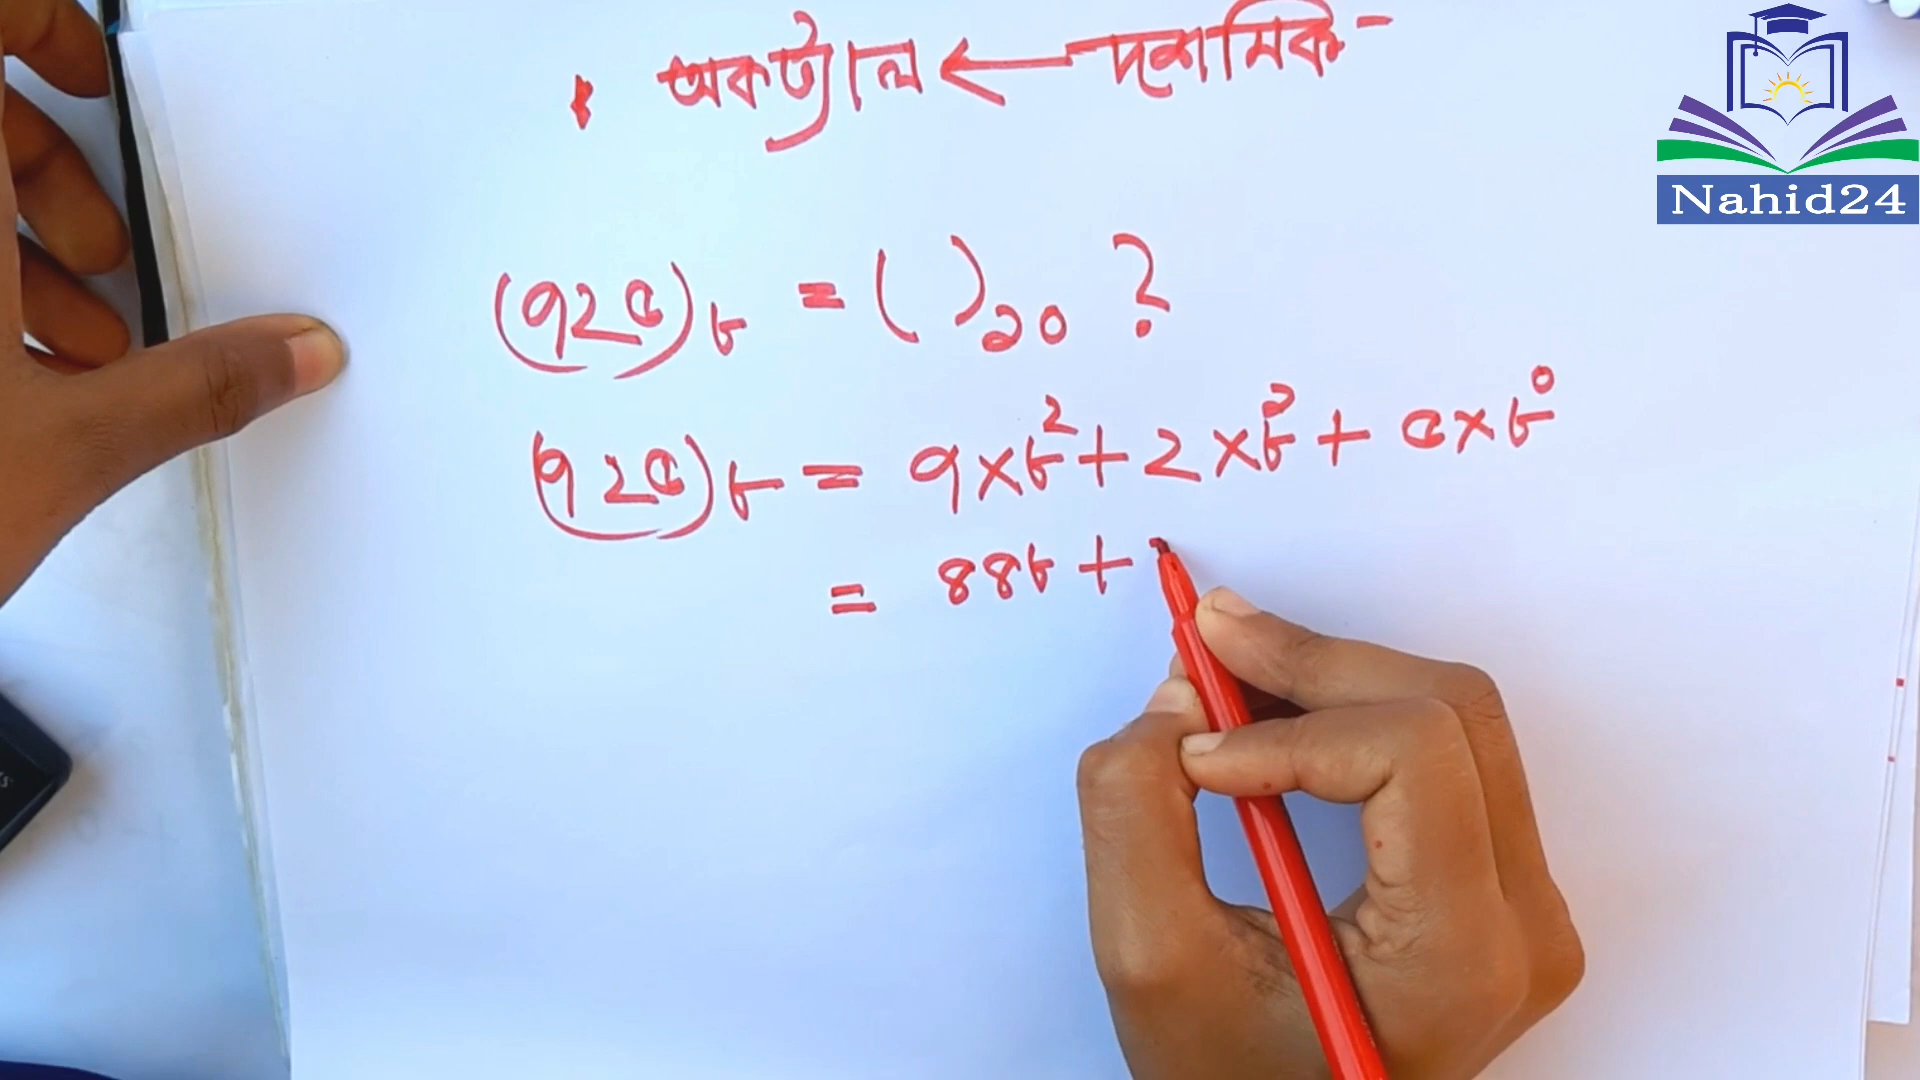 অকট্যাল ← দশমিক -
Nahid24
(৭২৫)৮ = ( )১০ ?
(৭২৫)৮ = ৭×৮² + ২×৮¹ + ৫×৮⁰
= ৪৪৮ +